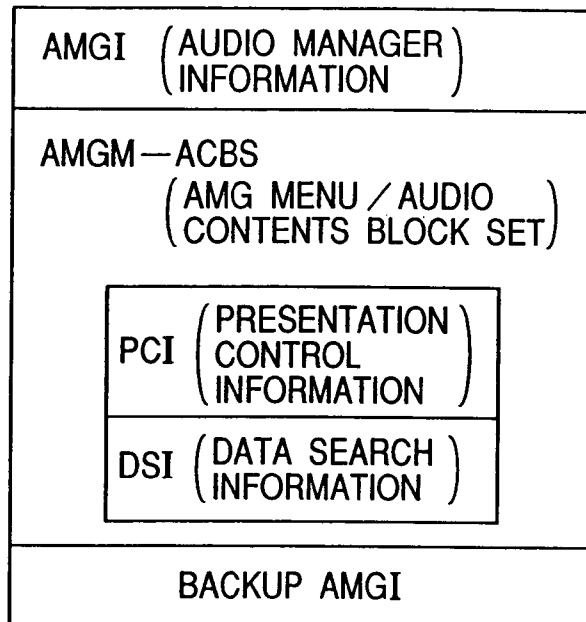 AMGI (AUDIO MANAGER
INFORMATION)
AMGM—ACBS
(AMG MENU/AUDIO
CONTENTS BLOCK SET)
PCI (PRESENTATION
CONTROL
INFORMATION)
DSI (DATA SEARCH
INFORMATION)
BACKUP AMGI